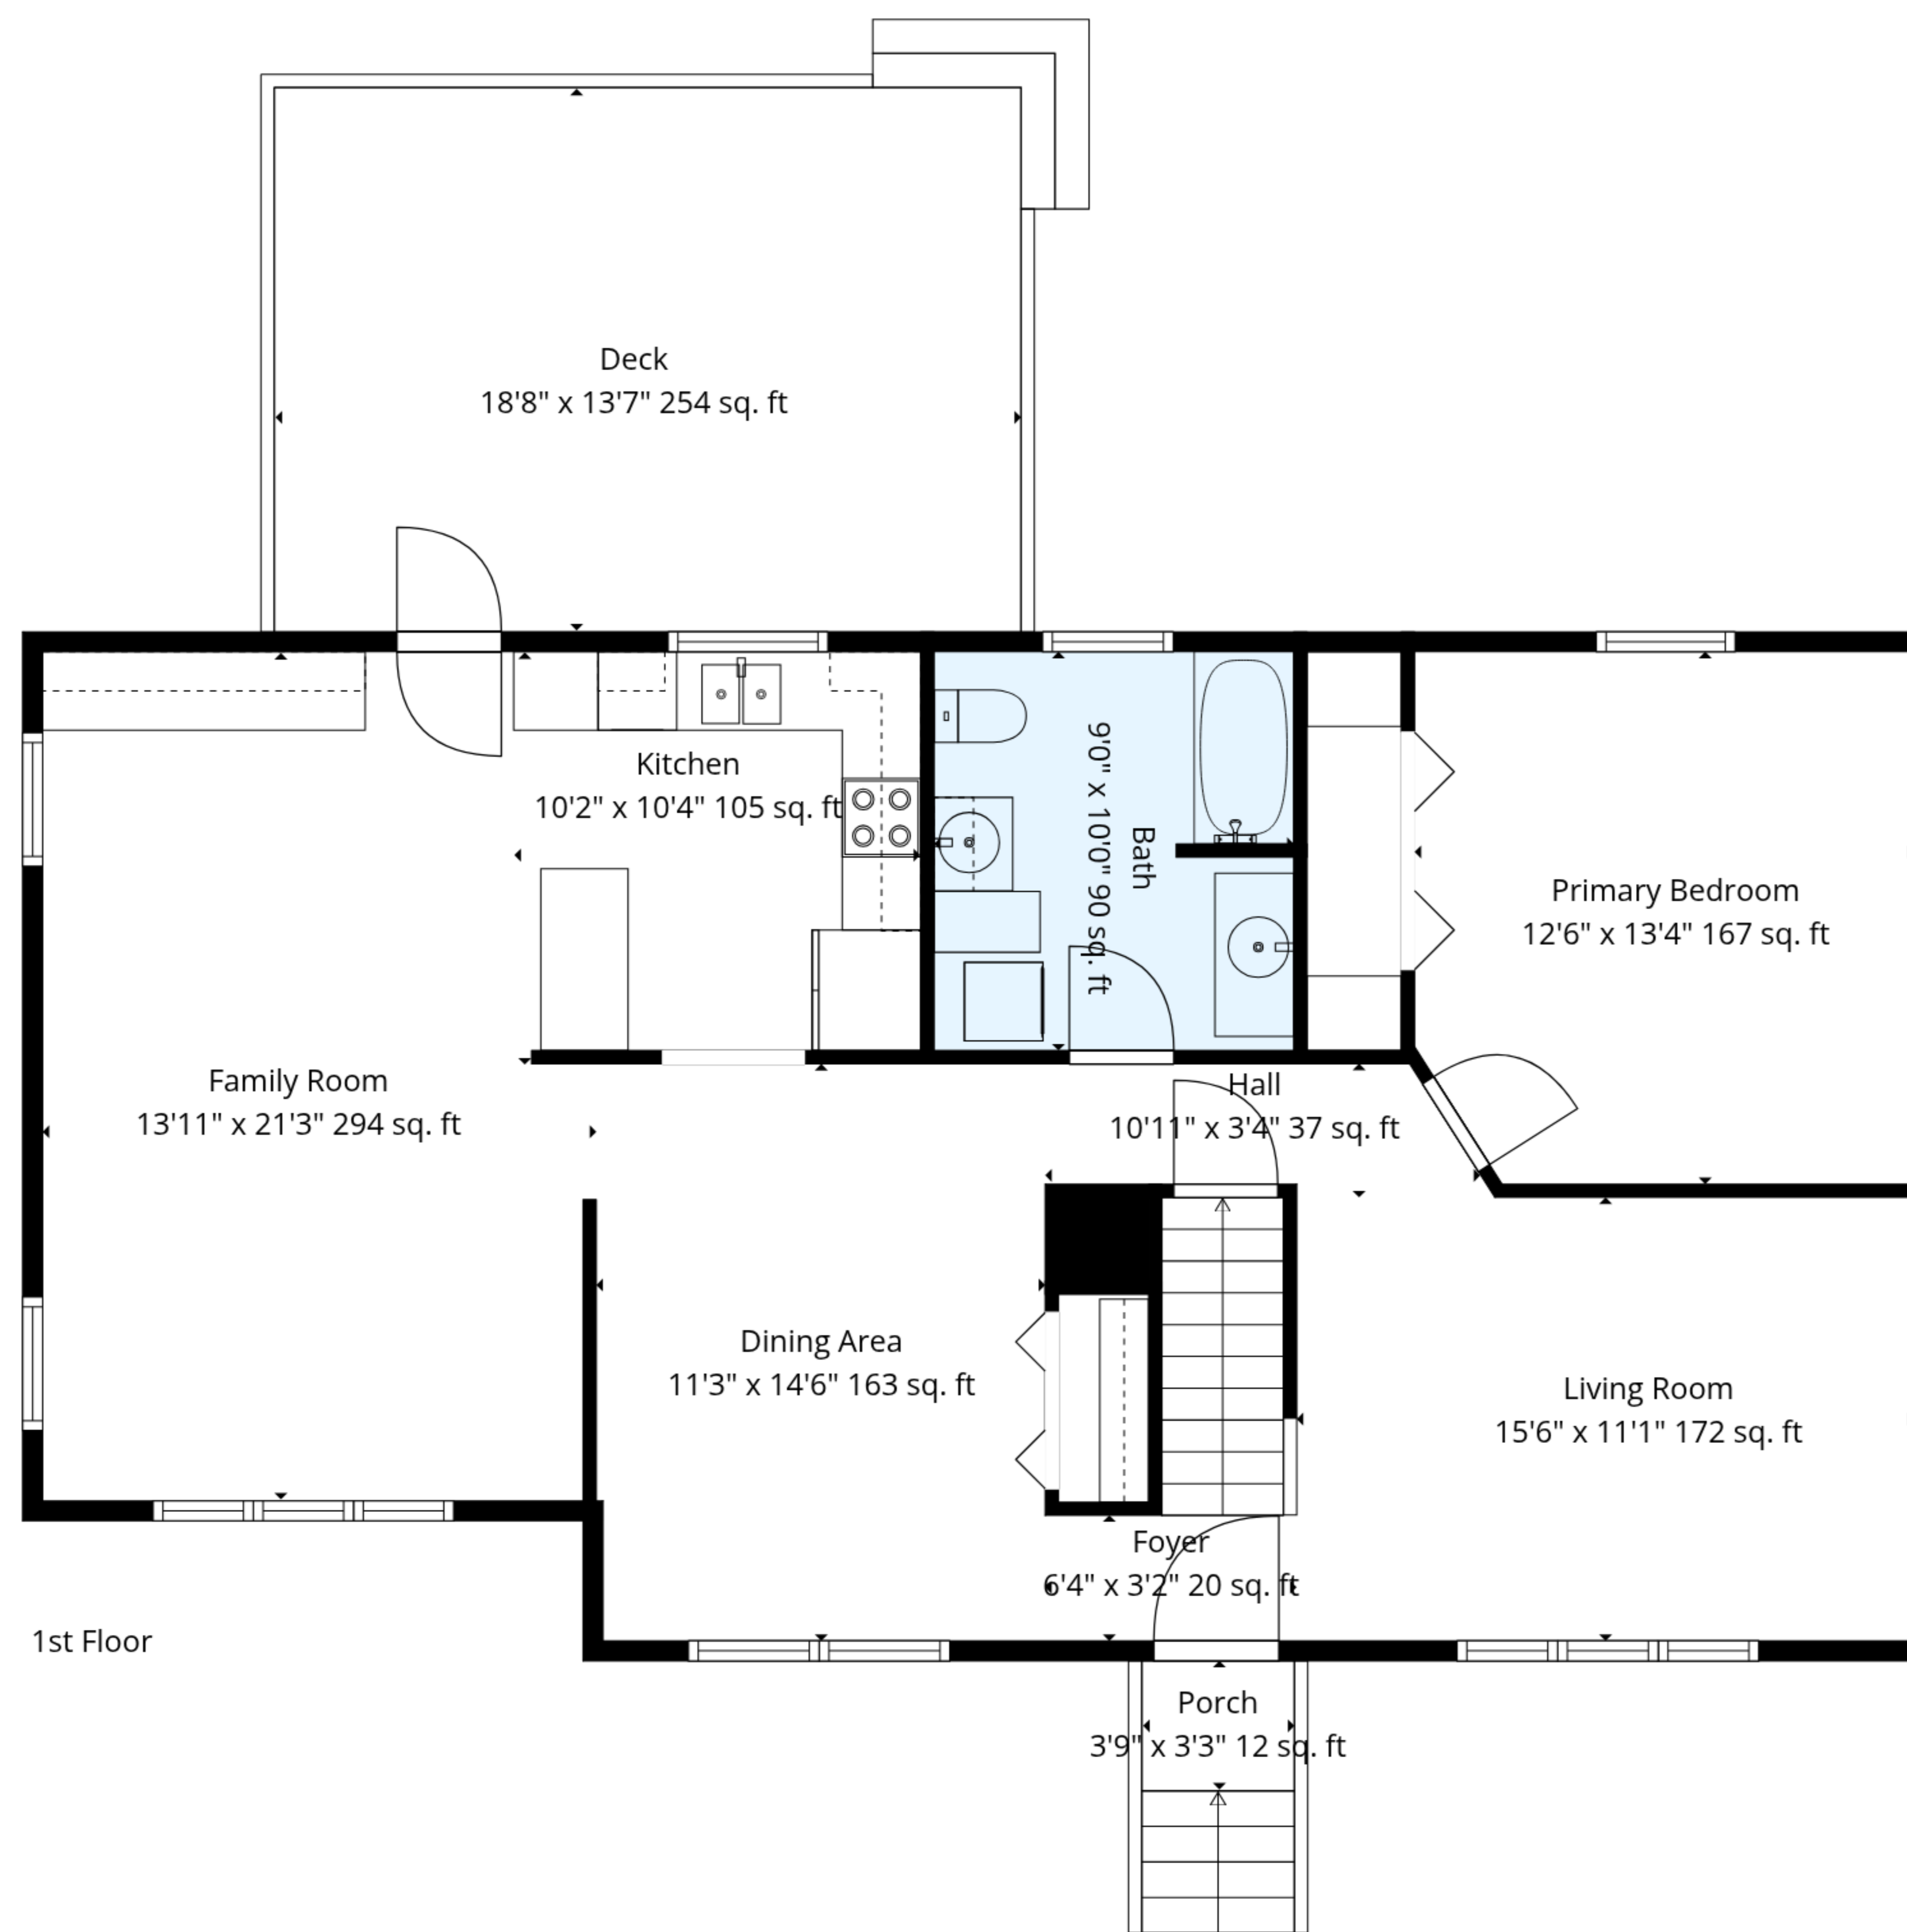 Deck
18'8" x 13'7" 254 sq. ft
Kitchen
10'2" x 10'4" 105 sq. ft
Bath
9'0" x 10'0" 90 sq. ft
Primary Bedroom
12'6" x 13'4" 167 sq. ft
Family Room
13'11" x 21'3" 294 sq. ft
Hall
10'11" x 3'4" 37 sq. ft
Dining Area
11'3" x 14'6" 163 sq. ft
Living Room
15'6" x 11'1" 172 sq. ft
Foyer
6'4" x 3'2" 20 sq. ft
1st Floor
Porch
3'9" x 3'3" 12 sq. ft